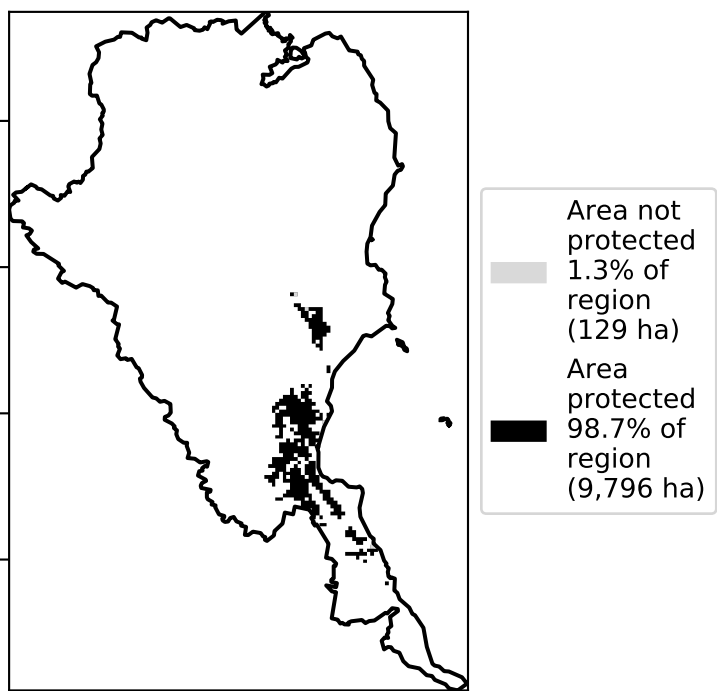 Area not
protected
1.3% of
region
(129 ha)
Area
protected
98.7% of
region
(9,796 ha)